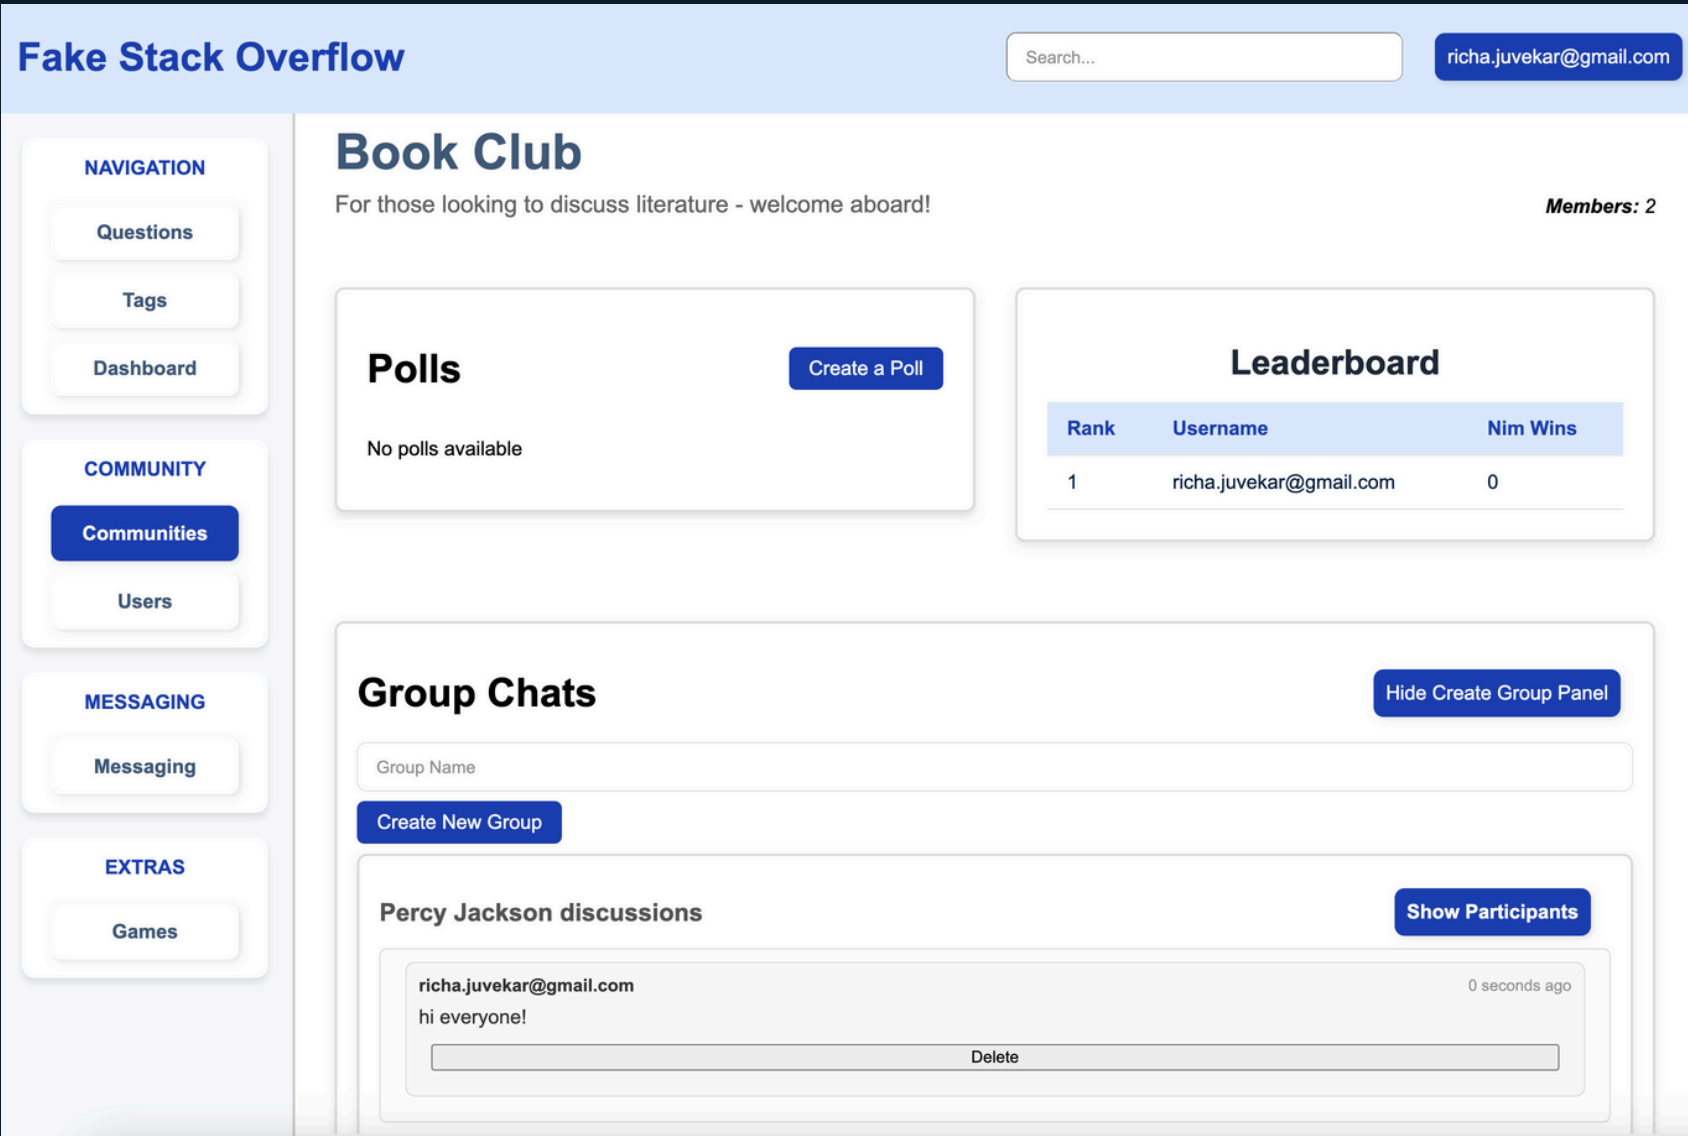 Fake Stack Overflow
Search...
richa.juvekar@gmail.com
NAVIGATION
Questions
Tags
Dashboard
COMMUNITY
Communities
Users
MESSAGING
Messaging
EXTRAS
Games
Book Club
For those looking to discuss literature - welcome aboard!
Members: 2
Polls
Create a Poll
No polls available
Leaderboard
Rank Username Nim Wins
1 richa.juvekar@gmail.com 0
Group Chats
Hide Create Group Panel
Group Name
Create New Group
Percy Jackson discussions
Show Participants
richa.juvekar@gmail.com
0 seconds ago
hi everyone!
Delete